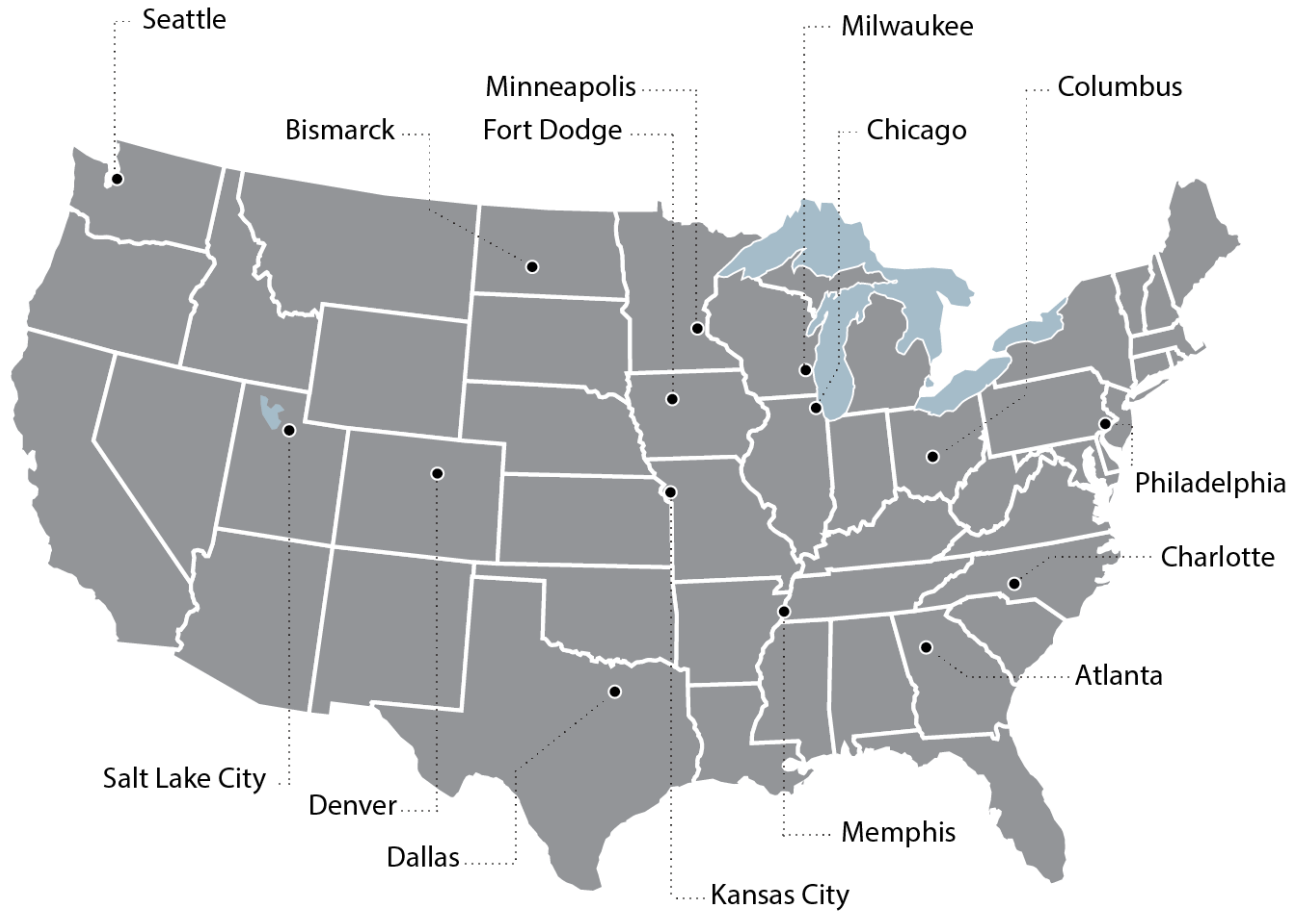 Seattle
Milwaukee
Minneapolis
Columbus
Bismarck
Fort Dodge
Chicago
Philadelphia
Charlotte
Atlanta
Salt Lake City
Denver
Memphis
Dallas
Kansas City